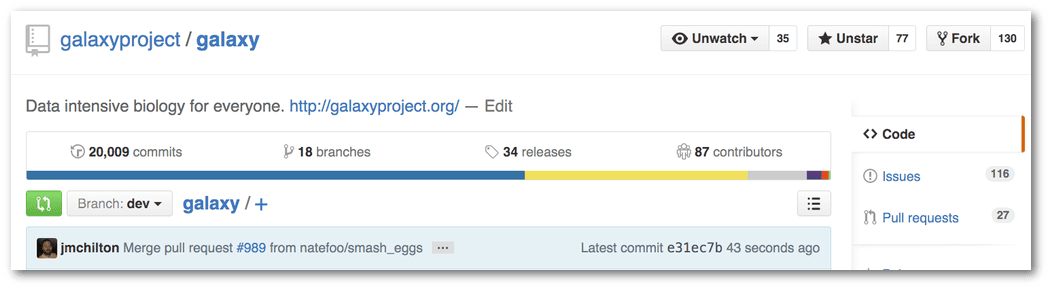 galaxyproject / galaxy
Unwatch 35
Unstar 77
Fork 130
Data intensive biology for everyone. http://galaxyproject.org/ — Edit
20,009 commits
18 branches
34 releases
87 contributors
Branch: dev
galaxy / +
jmchilton Merge pull request #989 from natefoo/smash_eggs ...
Latest commit e31ec7b 43 seconds ago
Code
Issues 116
Pull requests 27